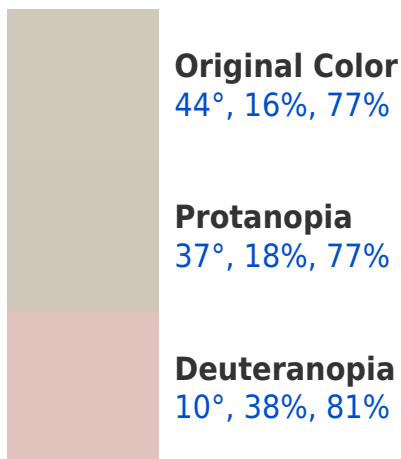 Original Color
44°, 16%, 77%
Protanopia
37°, 18%, 77%
Deuteranopia
10°, 38%, 81%